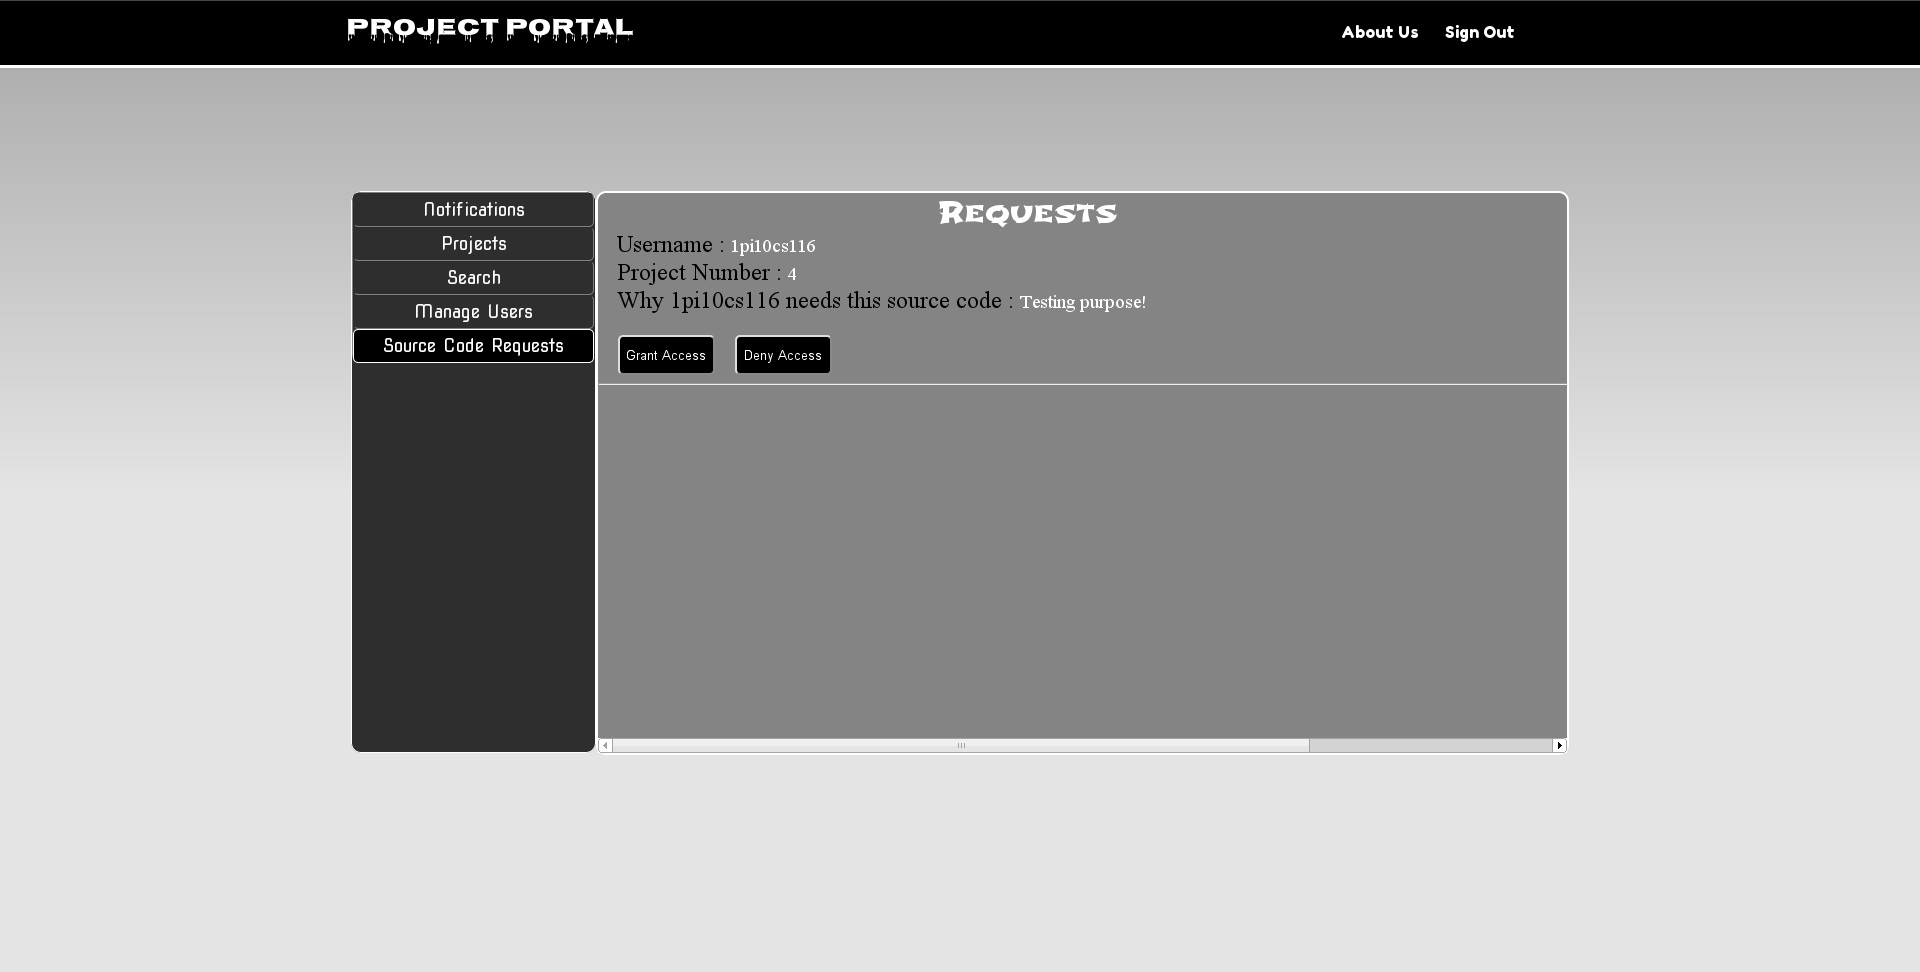 PROJECT PORTAL
About Us Sign Out
Notifications
Projects
Search
Manage Users
Source Code Requests
Requests
Username : 1pi10cs116
Project Number : 4
Why 1pi10cs116 needs this source code : Testing purpose!
Grant Access Deny Access